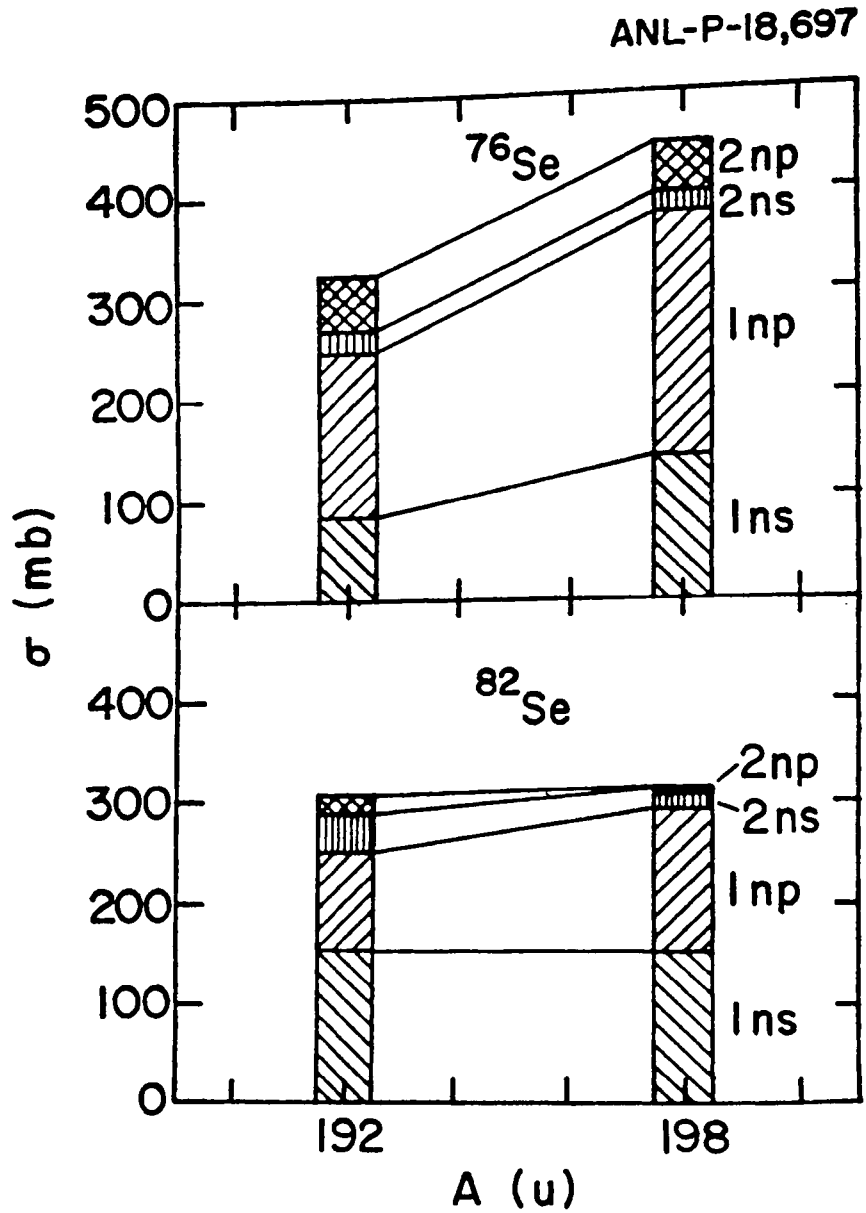 ANL-P-18,697
500
400
300
200
100
0
σ (mb)
76Se
2np
2ns
1np
1ns
400
300
200
100
0
82Se
2np
2ns
1np
1ns
192
198
A (u)